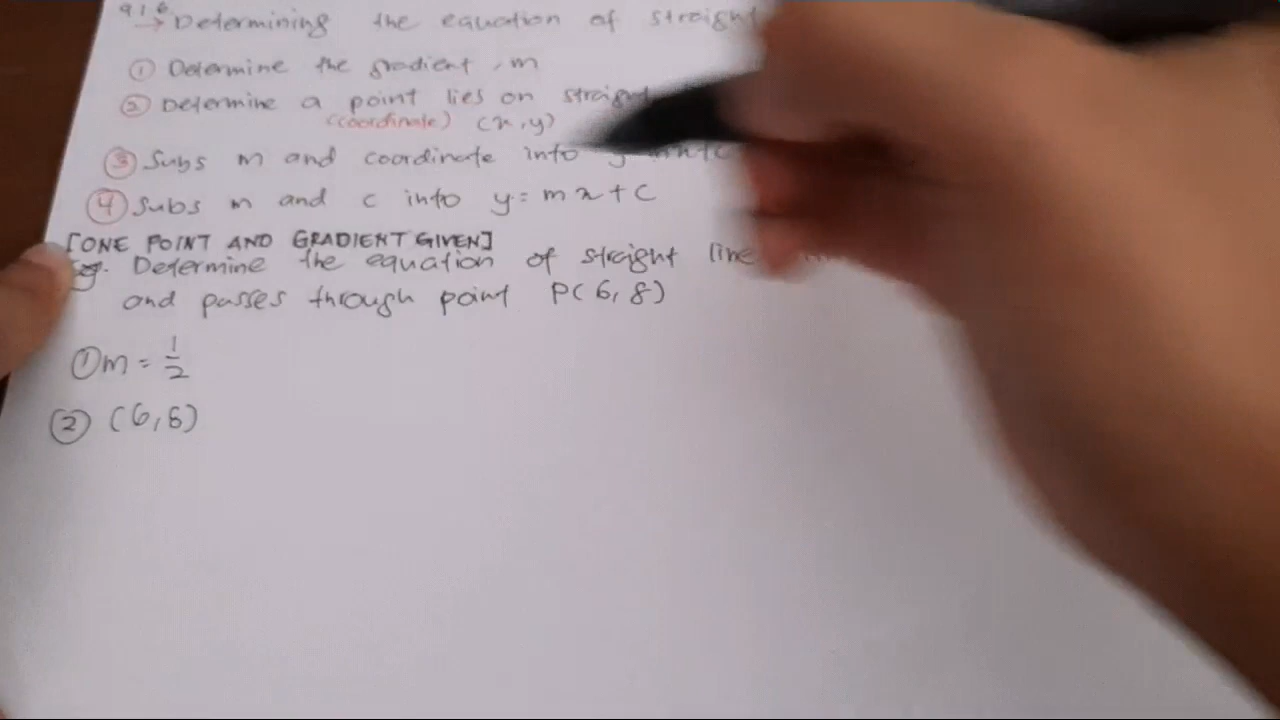 9.1.6
→ Determining the equation of straight
① Determine the gradient, m
② Determine a point lies on straight
(coordinate) (x, y)
③ Subs m and coordinate into y = mx + c
④ Subs m and c into y = mx + c
[ONE POINT AND GRADIENT GIVEN]
Eg. Determine the equation of straight line
and passes through point P(6, 8)
① m = 1/2
② (6, 8)